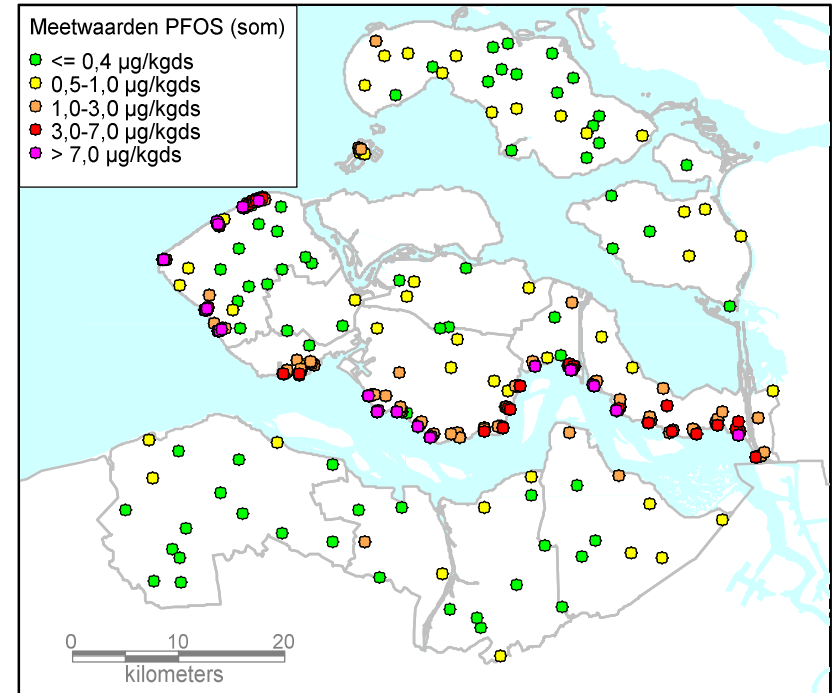 Meetwaarden PFOS (som)
<= 0,4 µg/kgds
0,5-1,0 µg/kgds
1,0-3,0 µg/kgds
3,0-7,0 µg/kgds
> 7,0 µg/kgds
0 10 20
kilometers